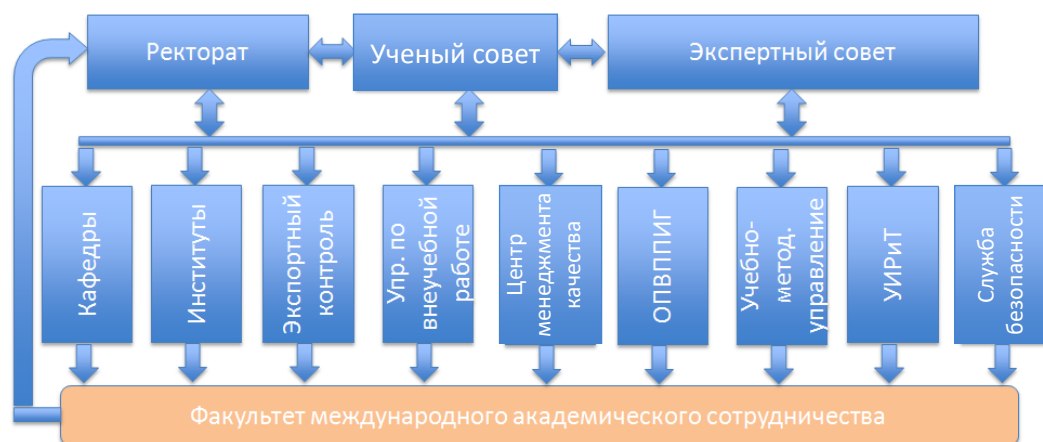 Ректорат
Ученый совет
Экспертный совет
Кафедры
Институты
Экспортный
контроль
Упр. по
внеучебной
работе
Центр
менеджмента
качества
ОПВППИГ
Учебно-
метод.
управление
УИРиТ
Служба
безопасности
Факультет международного академического сотрудничества